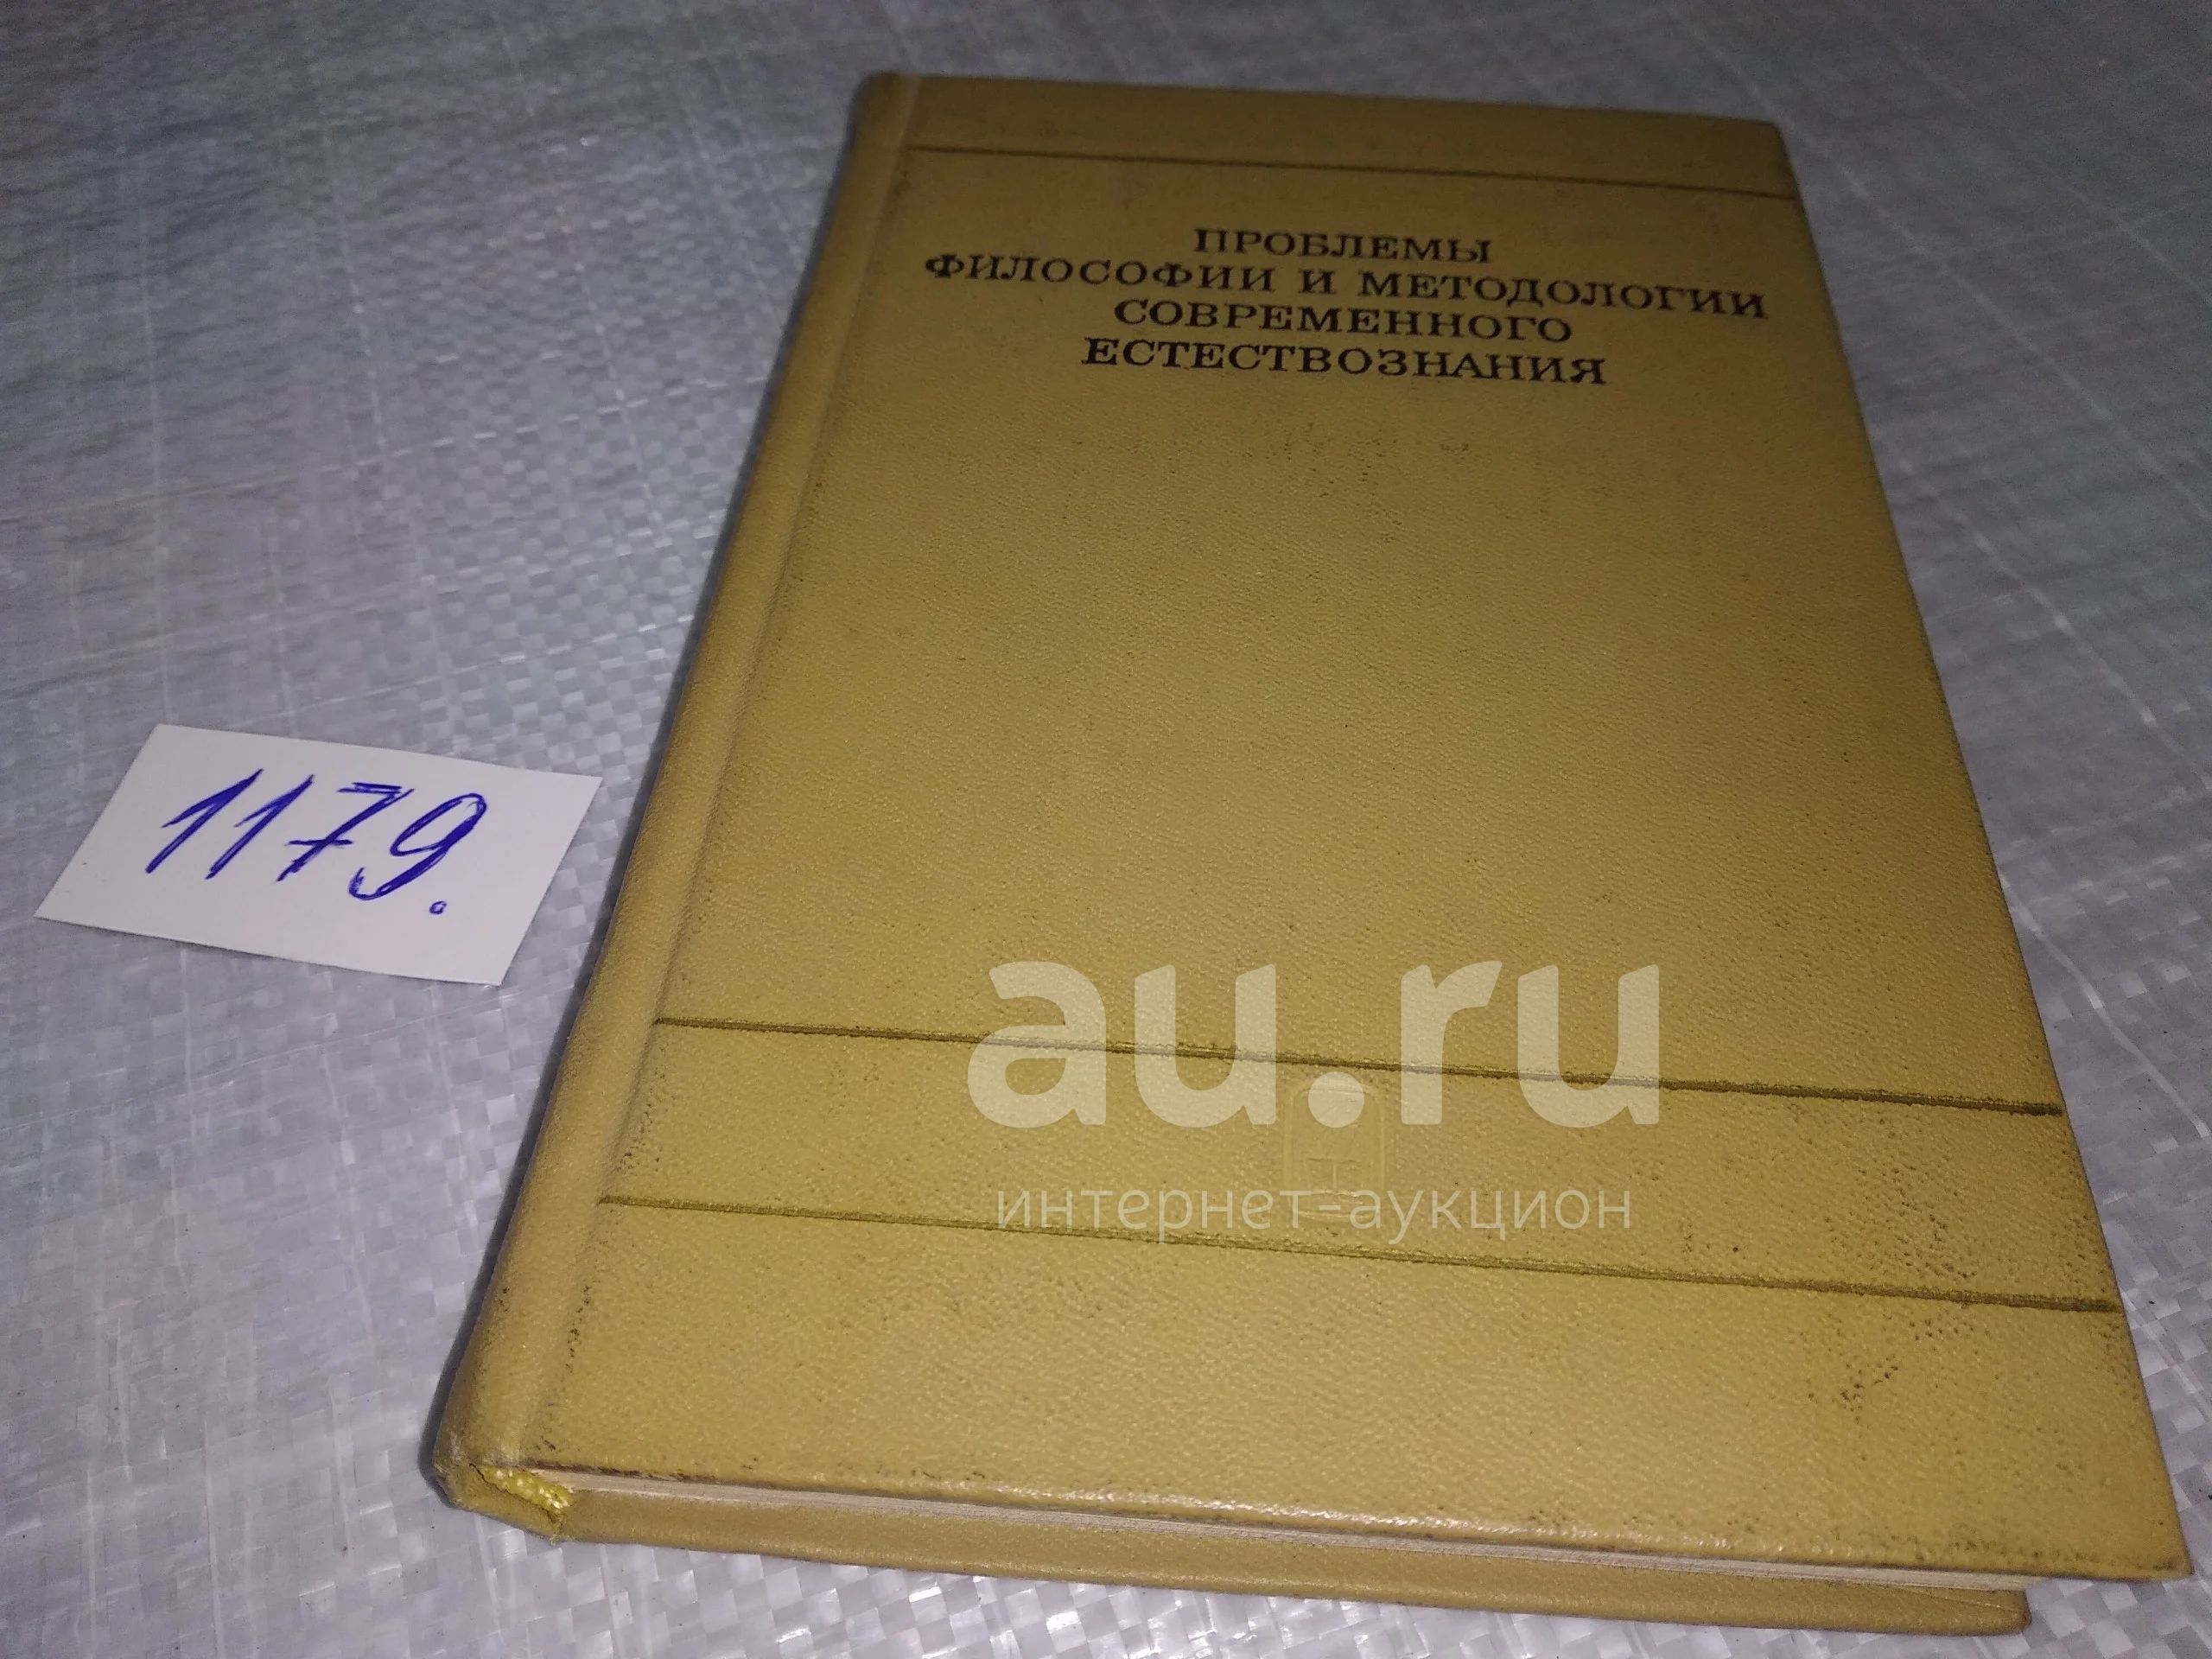 ПРОБЛЕМЫ
ФИЛОСОФИИ И МЕТОДОЛОГИИ
СОВРЕМЕННОГО
ЕСТЕСТВОЗНАНИЯ
1179.
au.ru
интернет-аукцион